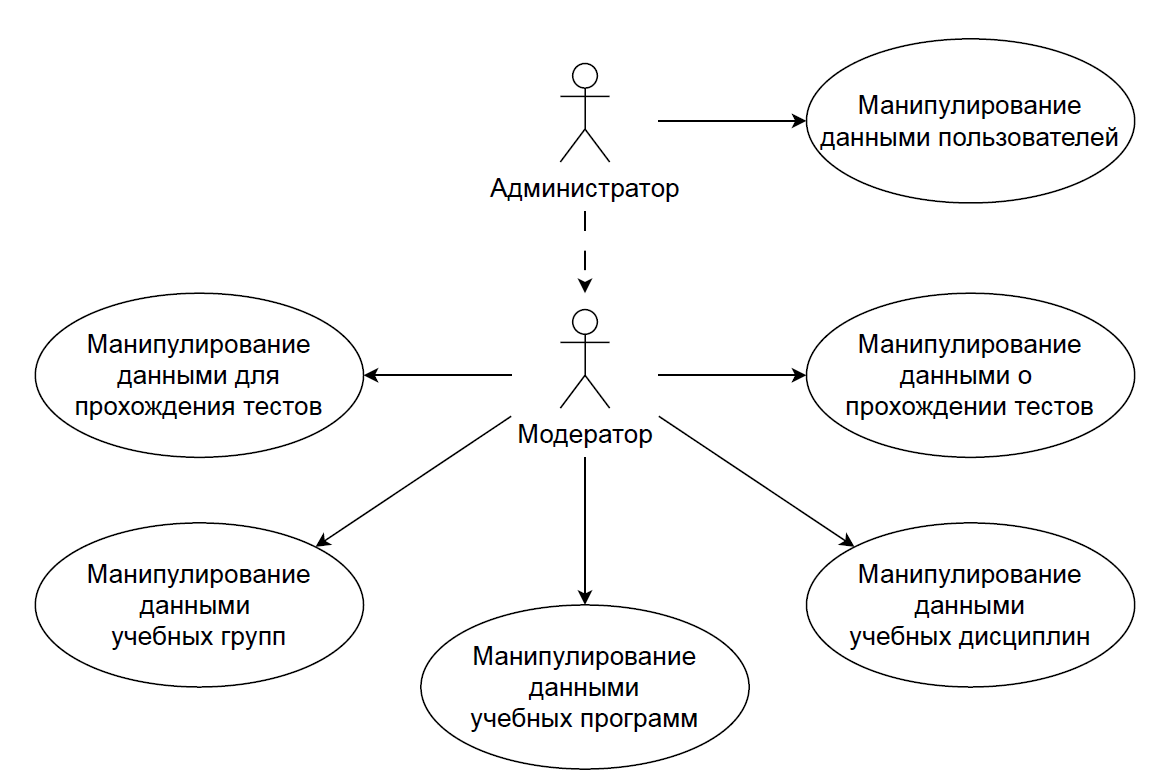 Манипулирование
данными пользователей
Администратор
Манипулирование
данными для
прохождения тестов
Манипулирование
данными о
прохождении тестов
Модератор
Манипулирование
данными
учебных групп
Манипулирование
данными
учебных дисциплин
Манипулирование
данными
учебных программ